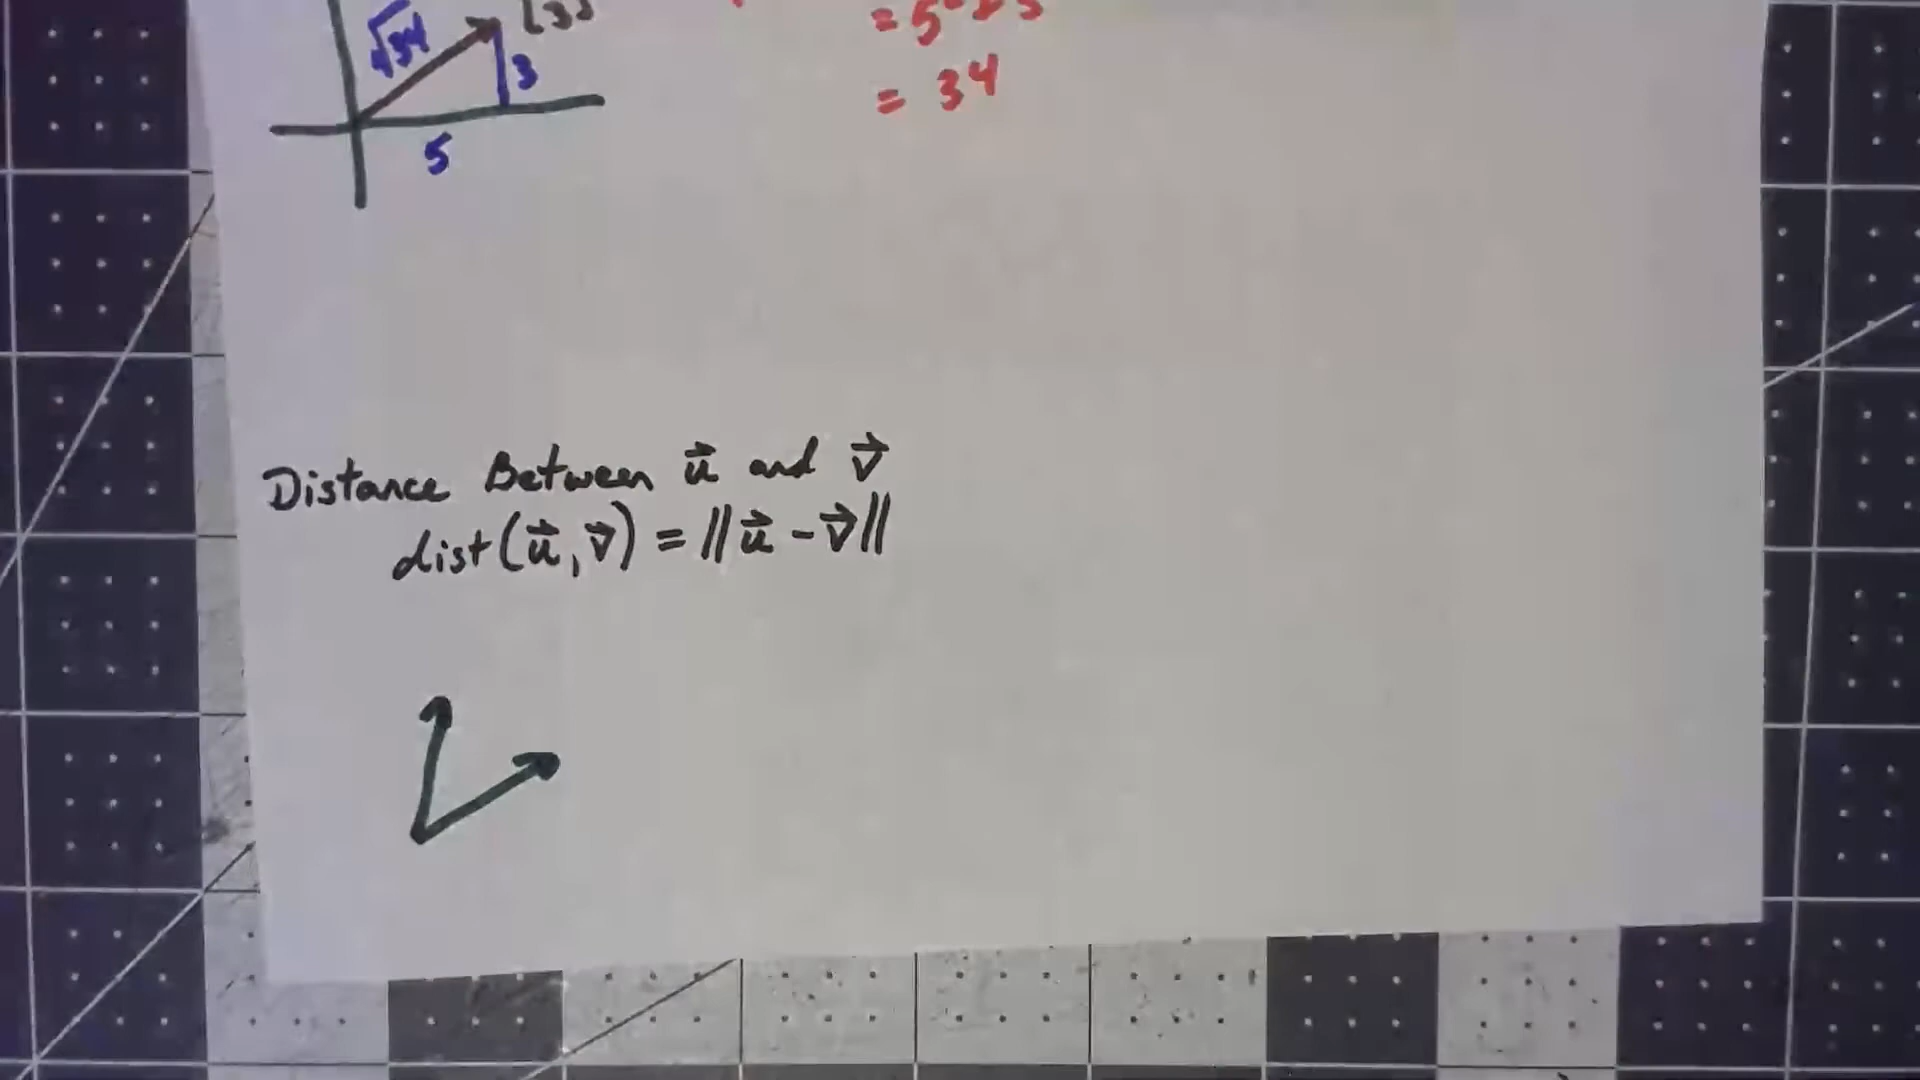 √34
3
5
= 34
Distance Between u⃗ and v⃗
dist(u⃗, v⃗) = ||u⃗ - v⃗||